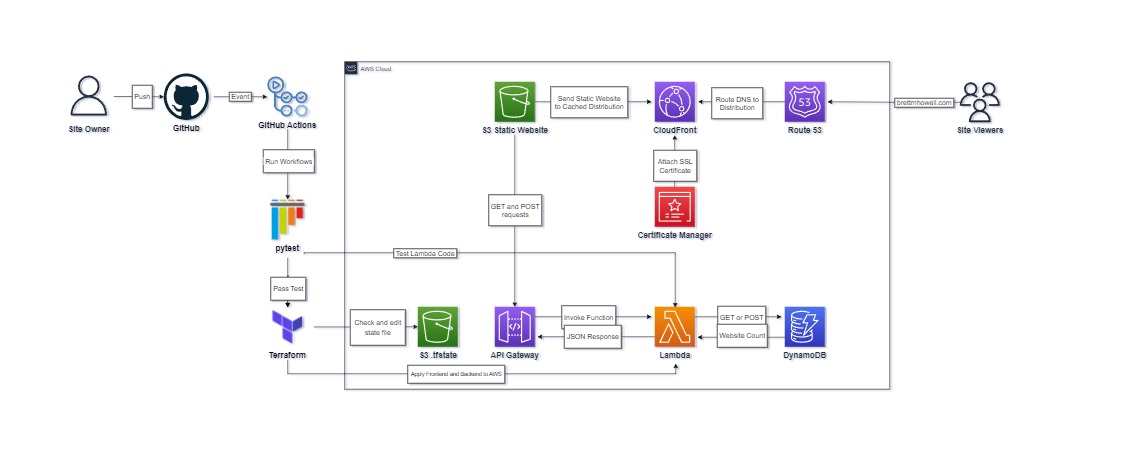 AWS Cloud
Push
Event
Send Static Website
to Cached Distribution
Route DNS to
Distribution
53
brettmhowell.com
Site Owner
GitHub
GitHub Actions
S3 Static Website
CloudFront
Route 53
Site Viewers
Run Workflows
Attach SSL
Certificate
GET and POST
requests
Certificate Manager
pytest
Test Lambda Code
Pass Test
Check and edit
state file
Invoke Function
JSON Response
GET or POST
Website Count
Terraform
S3 .tfstate
API Gateway
Lambda
DynamoDB
Apply Frontend and Backend to AWS